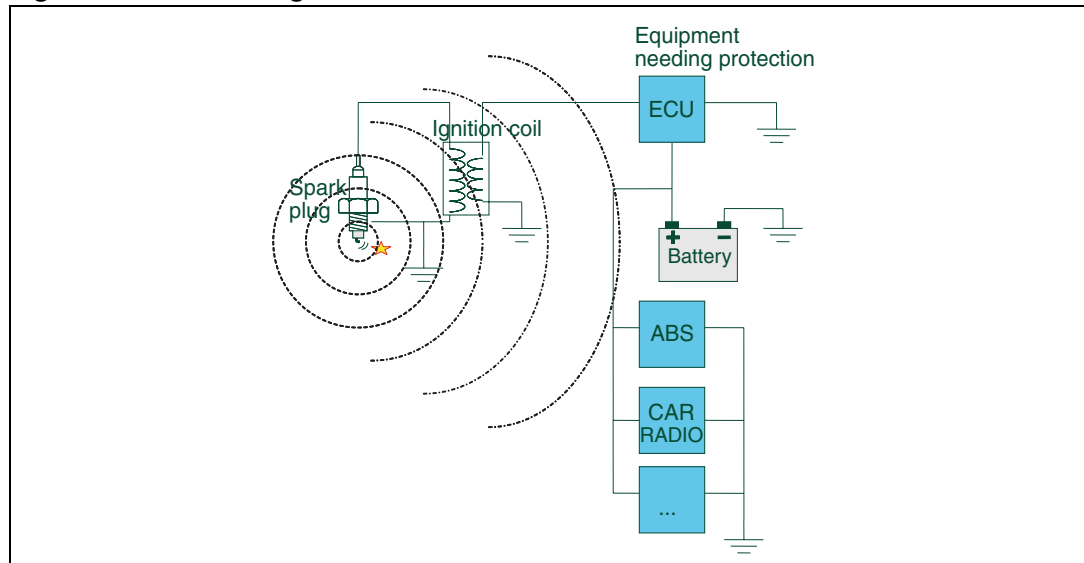 Equipment
needing protection
ECU
Ignition coil
Spark
plug
+ −
Battery
ABS
CAR
RADIO
...